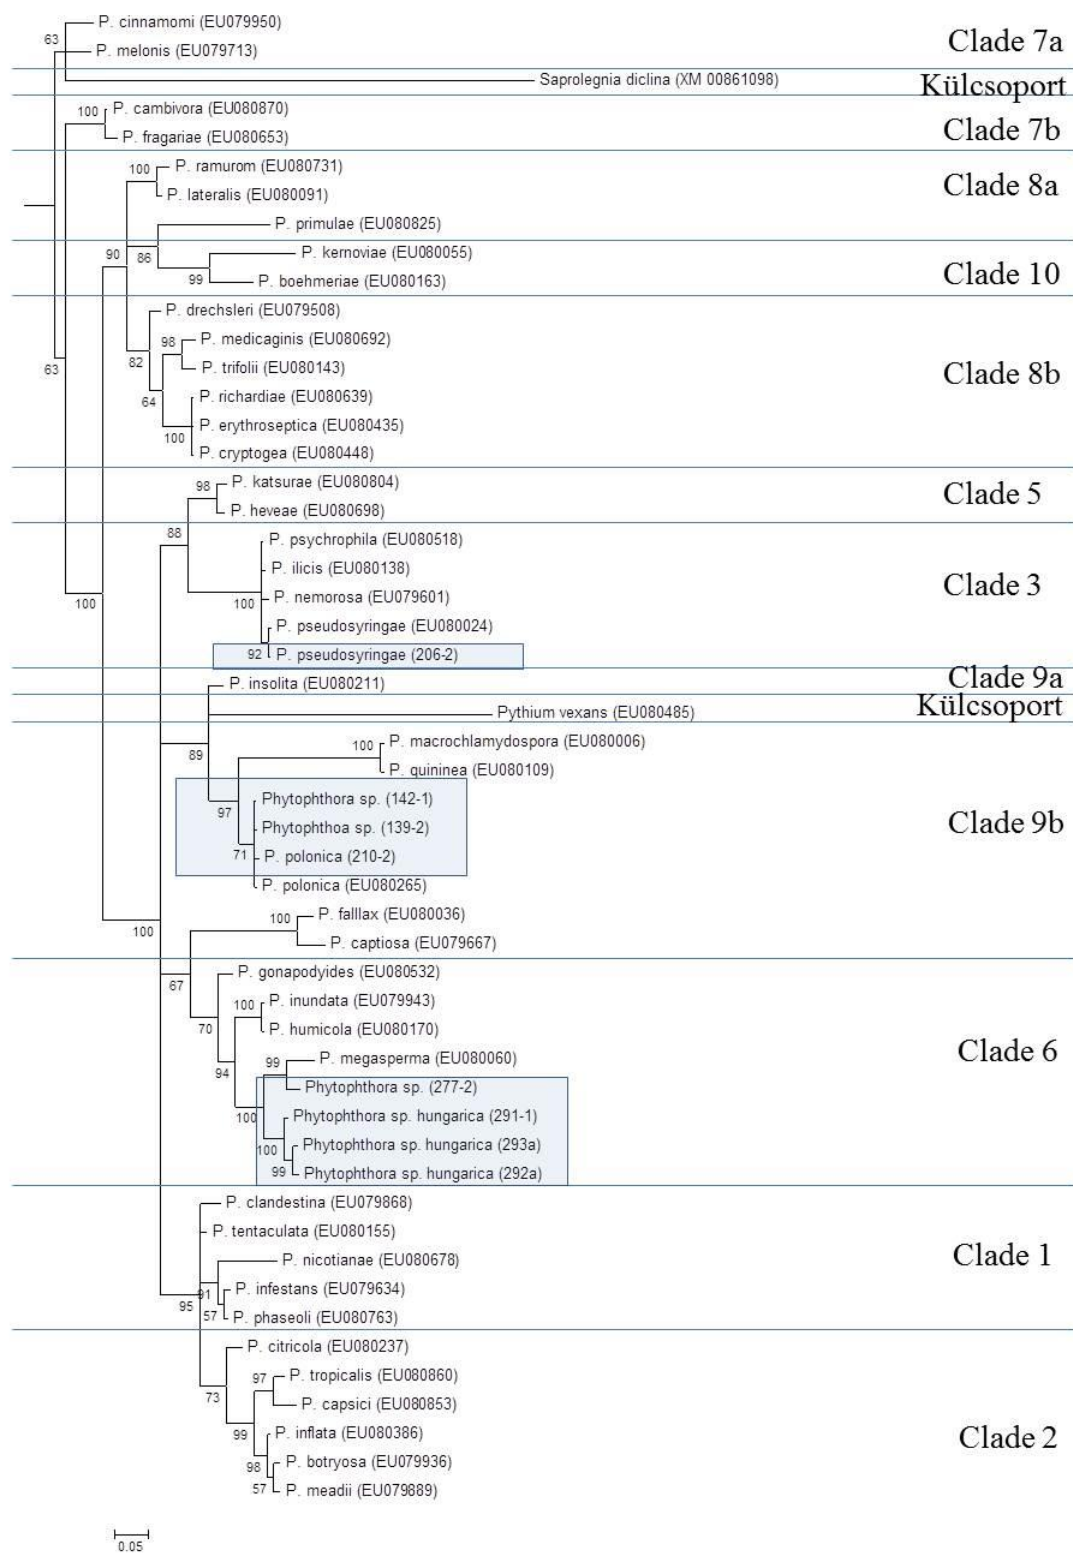 P. cinnamomi (EU079950)
63
Clade 7a
P. melonis (EU079713)
Saprolegnia diclina (XM 00861098)
Külcsoport
100
P. cambivora (EU080870)
Clade 7b
P. fragariae (EU080653)
100
P. ramurom (EU080731)
Clade 8a
P. lateralis (EU080091)
P. primulae (EU080825)
90
86
P. kernoviae (EU080055)
Clade 10
99
P. boehmeriae (EU080163)
P. drechsleri (EU079508)
98
P. medicaginis (EU080692)
82
63
P. trifolii (EU080143)
Clade 8b
64
P. richardiae (EU080639)
P. erythroseptica (EU080435)
100
P. cryptogea (EU080448)
98
P. katsurae (EU080804)
Clade 5
P. heveae (EU080698)
88
P. psychrophila (EU080518)
P. ilicis (EU080138)
Clade 3
100
100
P. nemorosa (EU079601)
P. pseudosyringae (EU080024)
92
P. pseudosyringae (206-2)
P. insolita (EU080211)
Clade 9a
Pythium vexans (EU080485)
Külcsoport
89
100
P. macrochlamydospora (EU080006)
P. quininea (EU080109)
Phytophthora sp. (142-1)
97
Phytophthoa sp. (139-2)
Clade 9b
71
P. polonica (210-2)
P. polonica (EU080265)
100
P. falllax (EU080036)
100
P. captiosa (EU079667)
67
P. gonapodyides (EU080532)
100
P. inundata (EU079943)
70
P. humicola (EU080170)
Clade 6
94
99
P. megasperma (EU080060)
Phytophthora sp. (277-2)
100
Phytophthora sp. hungarica (291-1)
100
Phytophthora sp. hungarica (293a)
99
Phytophthora sp. hungarica (292a)
P. clandestina (EU079868)
P. tentaculata (EU080155)
Clade 1
P. nicotianae (EU080678)
91
P. infestans (EU079634)
95
57
P. phaseoli (EU080763)
P. citricola (EU080237)
97
P. tropicalis (EU080860)
73
P. capsici (EU080853)
99
P. inflata (EU080386)
Clade 2
98
P. botryosa (EU079936)
57
P. meadii (EU079889)
0.05